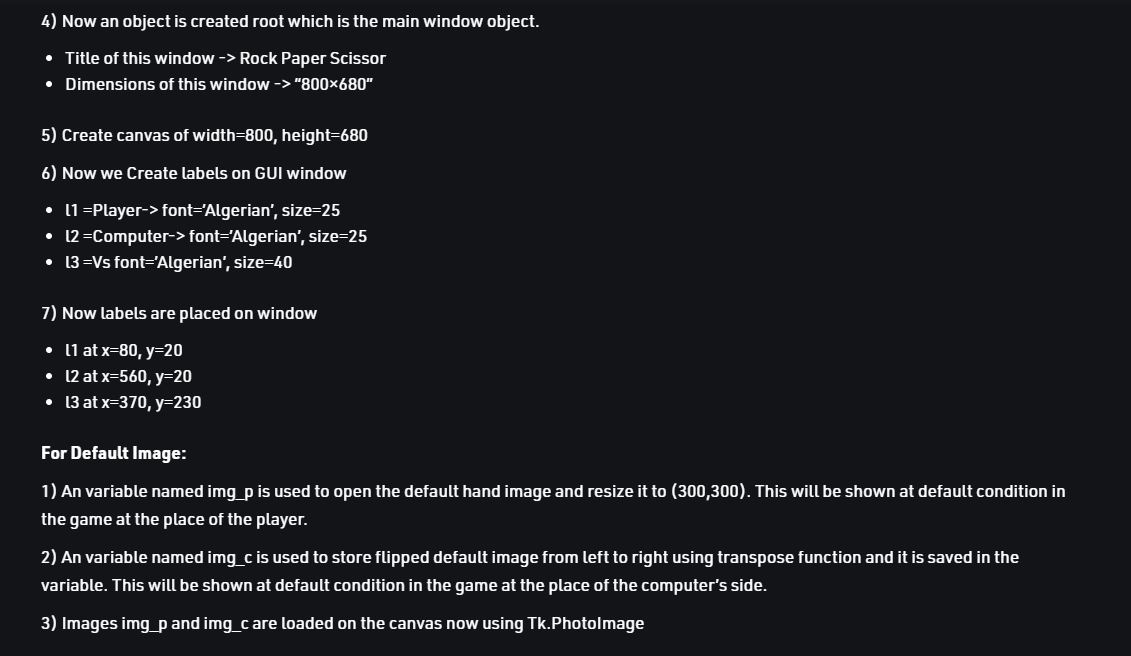 4) Now an object is created root which is the main window object.
• Title of this window -> Rock Paper Scissor
• Dimensions of this window -> “800×680”
5) Create canvas of width=800, height=680
6) Now we Create labels on GUI window
• l1 =Player-> font=’Algerian’, size=25
• l2 =Computer-> font=’Algerian’, size=25
• l3 =Vs font=’Algerian’, size=40
7) Now labels are placed on window
• l1 at x=80, y=20
• l2 at x=560, y=20
• l3 at x=370, y=230
For Default Image:
1) An variable named img_p is used to open the default hand image and resize it to (300,300). This will be shown at default condition in
the game at the place of the player.
2) An variable named img_c is used to store flipped default image from left to right using transpose function and it is saved in the
variable. This will be shown at default condition in the game at the place of the computer’s side.
3) Images img_p and img_c are loaded on the canvas now using Tk.PhotoImage